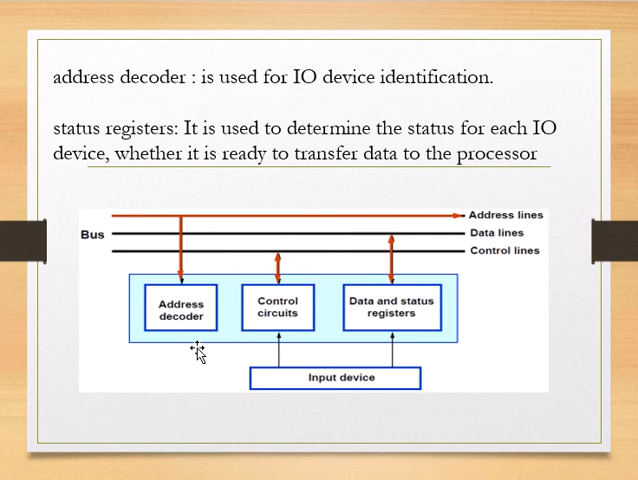 address decoder : is used for IO device identification.
status registers: It is used to determine the status for each IO
device, whether it is ready to transfer data to the processor
Address lines
Bus
Data lines
Control lines
Address
decoder
Control
circuits
Data and status
registers
Input device